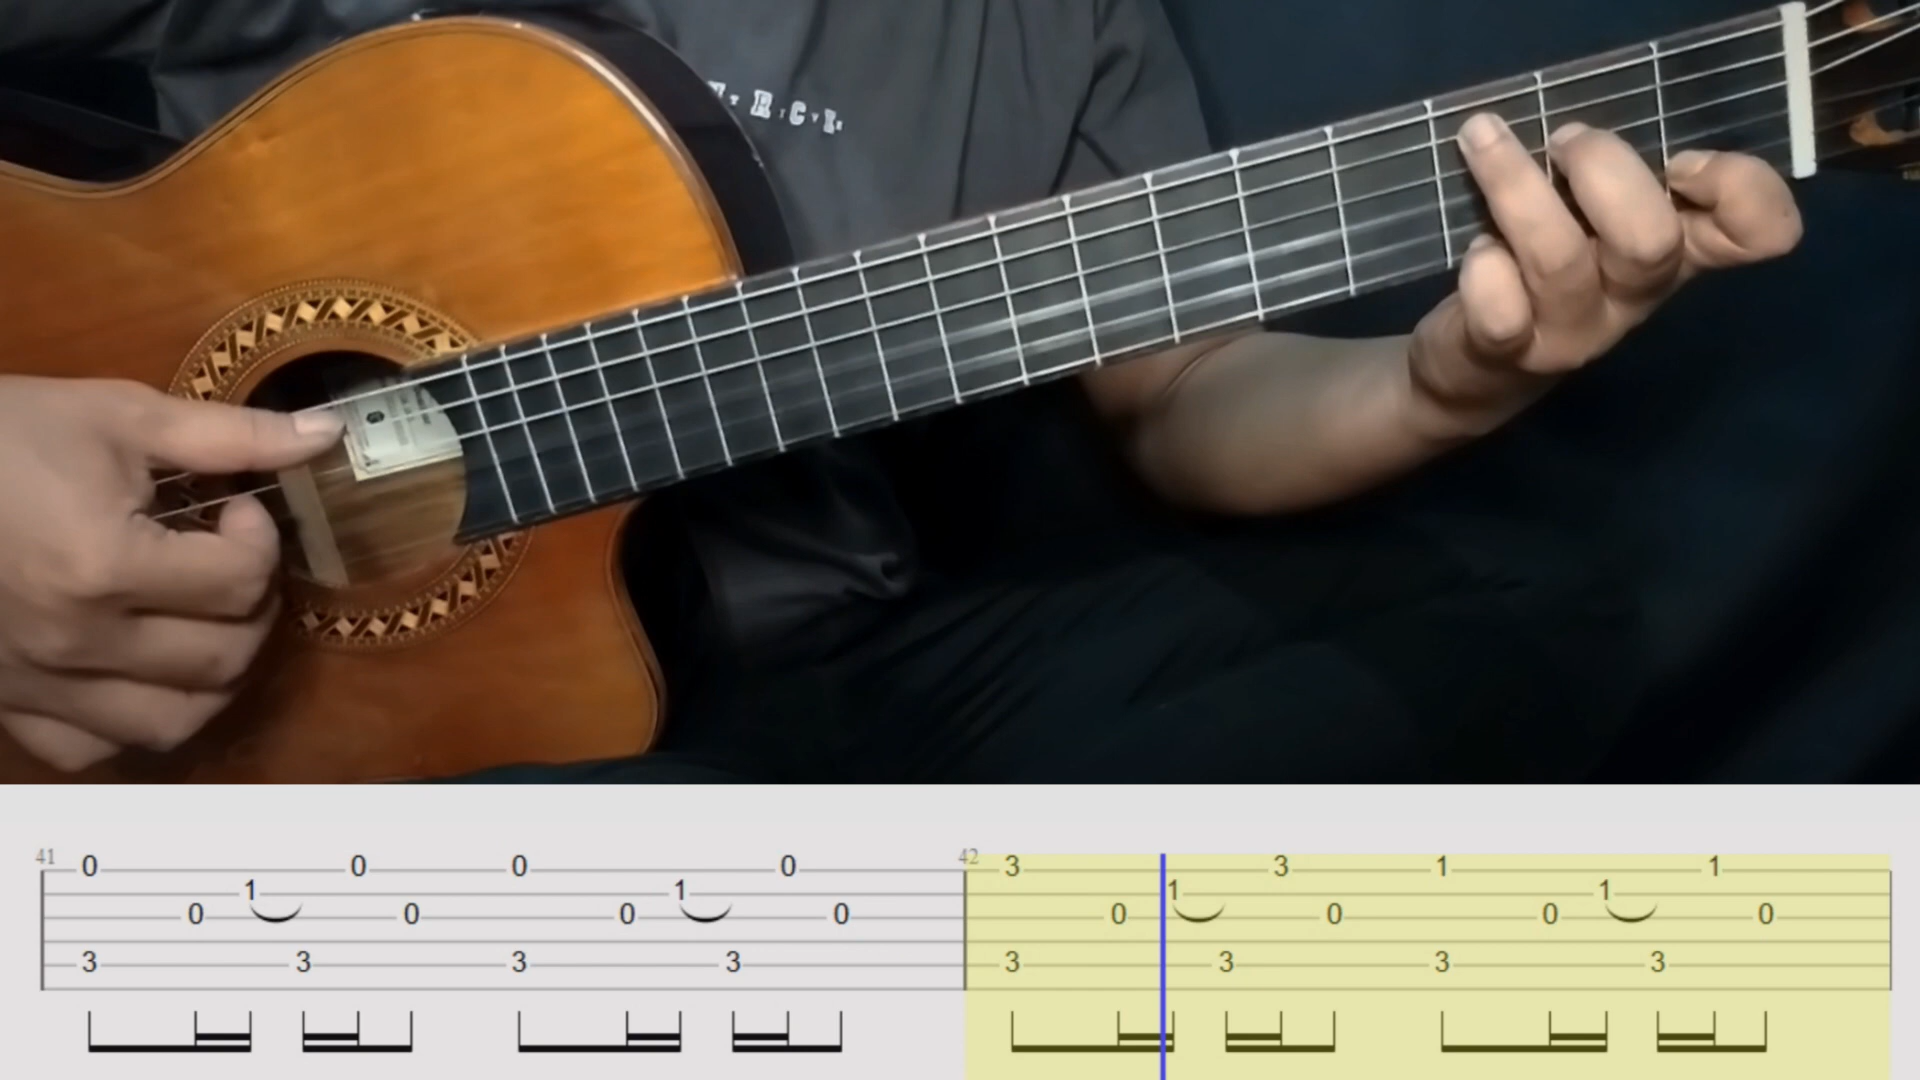 41 0 0 0 0 42 3 3 1 1
1 1 1 1
0 0 0 0 0 0 0 0
3 3 3 3 3 3 3 3